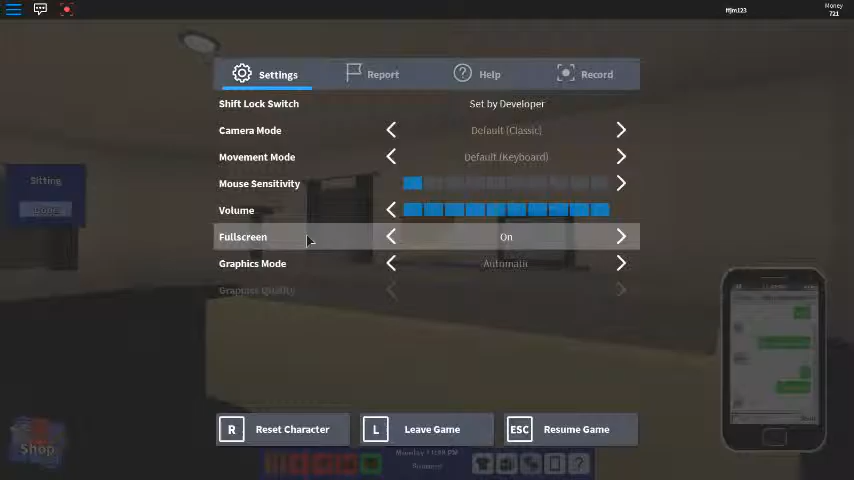 ffjm123
Money
721
Settings
Report
Help
Record
Shift Lock Switch
Set by Developer
Camera Mode
Default (Classic)
Movement Mode
Default (Keyboard)
Mouse Sensitivity
Sitting
Volume
Fullscreen
On
Graphics Mode
Automatic
Graphics Quality
R
Reset Character
L
Leave Game
ESC
Resume Game
Shop
?